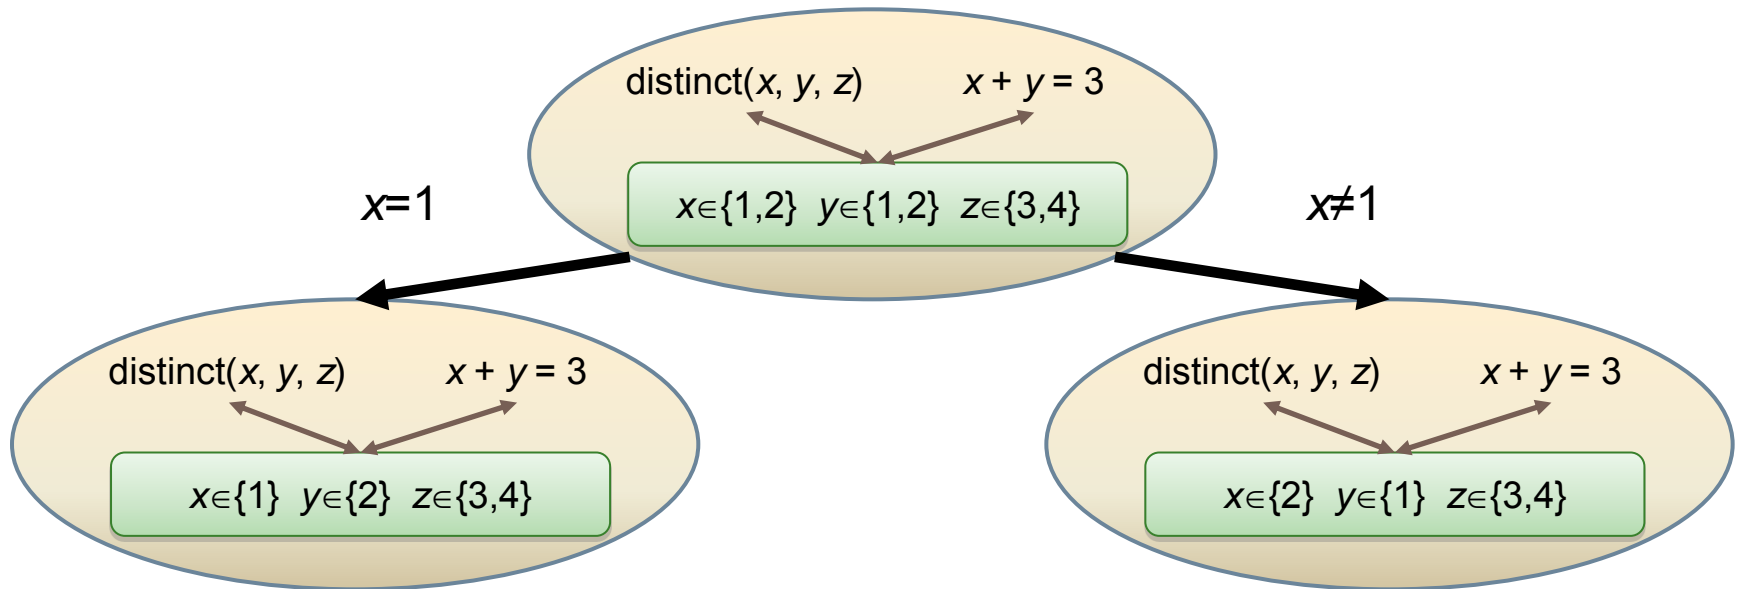 distinct(x, y, z) x + y = 3
x∈{1,2} y∈{1,2} z∈{3,4}
x=1
x≠1
distinct(x, y, z) x + y = 3
x∈{1} y∈{2} z∈{3,4}
distinct(x, y, z) x + y = 3
x∈{2} y∈{1} z∈{3,4}